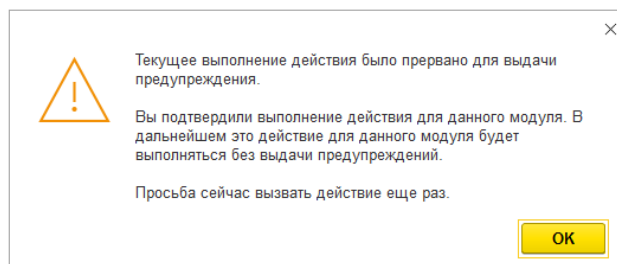 Текущее выполнение действия было прервано для выдачи
предупреждения.
Вы подтвердили выполнение действия для данного модуля. В
дальнейшем это действие для данного модуля будет
выполняться без выдачи предупреждений.
Просьба сейчас вызвать действие еще раз.
ОК